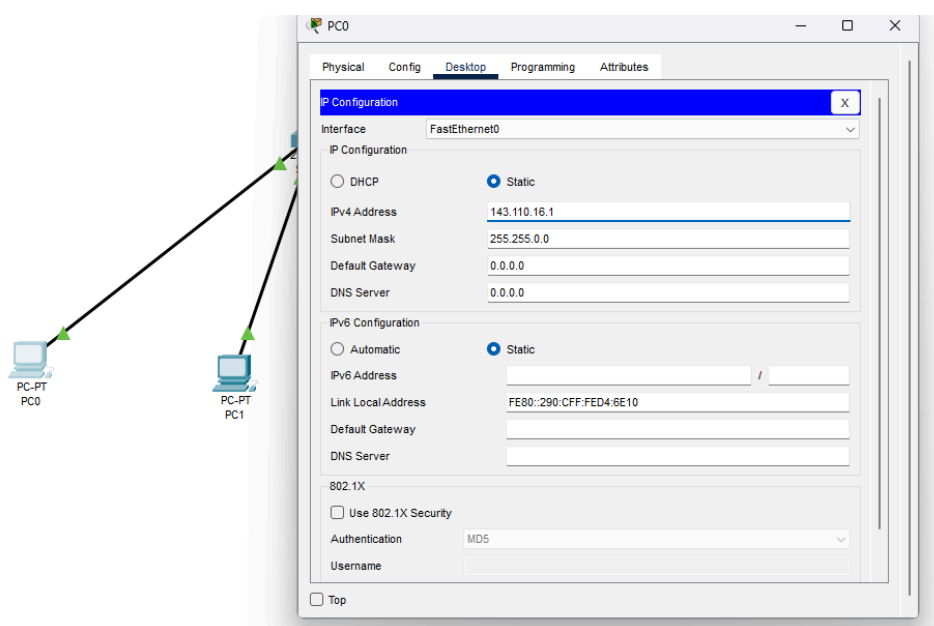 PC0
Physical Config Desktop Programming Attributes
IP Configuration X
Interface FastEthernet0
IP Configuration
DHCP Static
IPv4 Address 143.110.16.1
Subnet Mask 255.255.0.0
Default Gateway 0.0.0.0
DNS Server 0.0.0.0
IPv6 Configuration
Automatic Static
IPv6 Address /
Link Local Address FE80::290:CFF:FED4:6E10
Default Gateway
DNS Server
802.1X
Use 802.1X Security
Authentication MD5
Username
Top
PC-PT
PC0
PC-PT
PC1